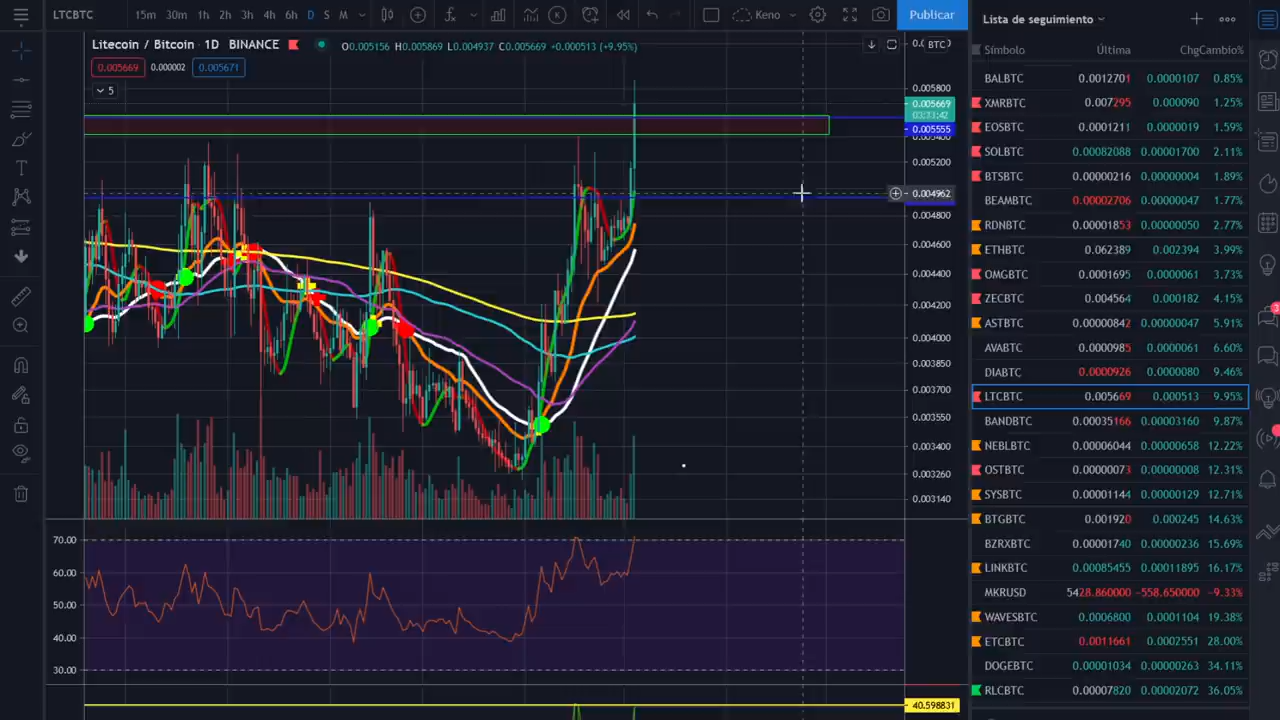 LTCBTC 15m 30m 1h 2h 3h 4h 6h D S M Keno Publicar
Litecoin / Bitcoin · 1D BINANCE O0.005156 H0.005869 L0.004937 C0.005669 +0.000513 (+9.95%) BTC
0.005669 0.000002 0.005671
5
0.005800
0.005669
03:33:42
0.005555
0.005200
0.004962
0.004800
0.004600
0.004400
0.004200
0.004000
0.003850
0.003700
0.003550
0.003400
0.003260
0.003140
70.00
60.00
50.00
40.00
30.00
40.598831
Lista de seguimiento
Símbolo Última Chg Cambio%
BALBTC 0.0012701 0.0000107 0.85%
XMRBTC 0.007295 0.000090 1.25%
EOSBTC 0.0001211 0.0000019 1.59%
SOLBTC 0.00082088 0.00001700 2.11%
BTSBTC 0.00000216 0.00000004 1.89%
BEAMBTC 0.00002706 0.00000047 1.77%
RDNBTC 0.00001853 0.00000050 2.77%
ETHBTC 0.062389 0.002394 3.99%
OMGBTC 0.0001695 0.0000061 3.73%
ZECBTC 0.004564 0.000182 4.15%
ASTBTC 0.00000842 0.00000047 5.91%
AVABTC 0.0000985 0.0000061 6.60%
DIABTC 0.0000926 0.0000080 9.46%
LTCBTC 0.005669 0.000513 9.95%
BANDBTC 0.00035166 0.00003160 9.87%
NEBLBTC 0.00006044 0.00000658 12.22%
OSTBTC 0.00000073 0.00000008 12.31%
SYSBTC 0.00001144 0.00000129 12.71%
BTGBTC 0.001920 0.000245 14.63%
BZRXBTC 0.00001740 0.00000236 15.69%
LINKBTC 0.00085455 0.00011895 16.17%
MKRUSD 5428.860000 -558.650000 -9.33%
WAVESBTC 0.0006800 0.0001104 19.38%
ETCBTC 0.0011661 0.0002551 28.00%
DOGEBTC 0.00001034 0.00000263 34.11%
RLCBTC 0.00007820 0.00002072 36.05%